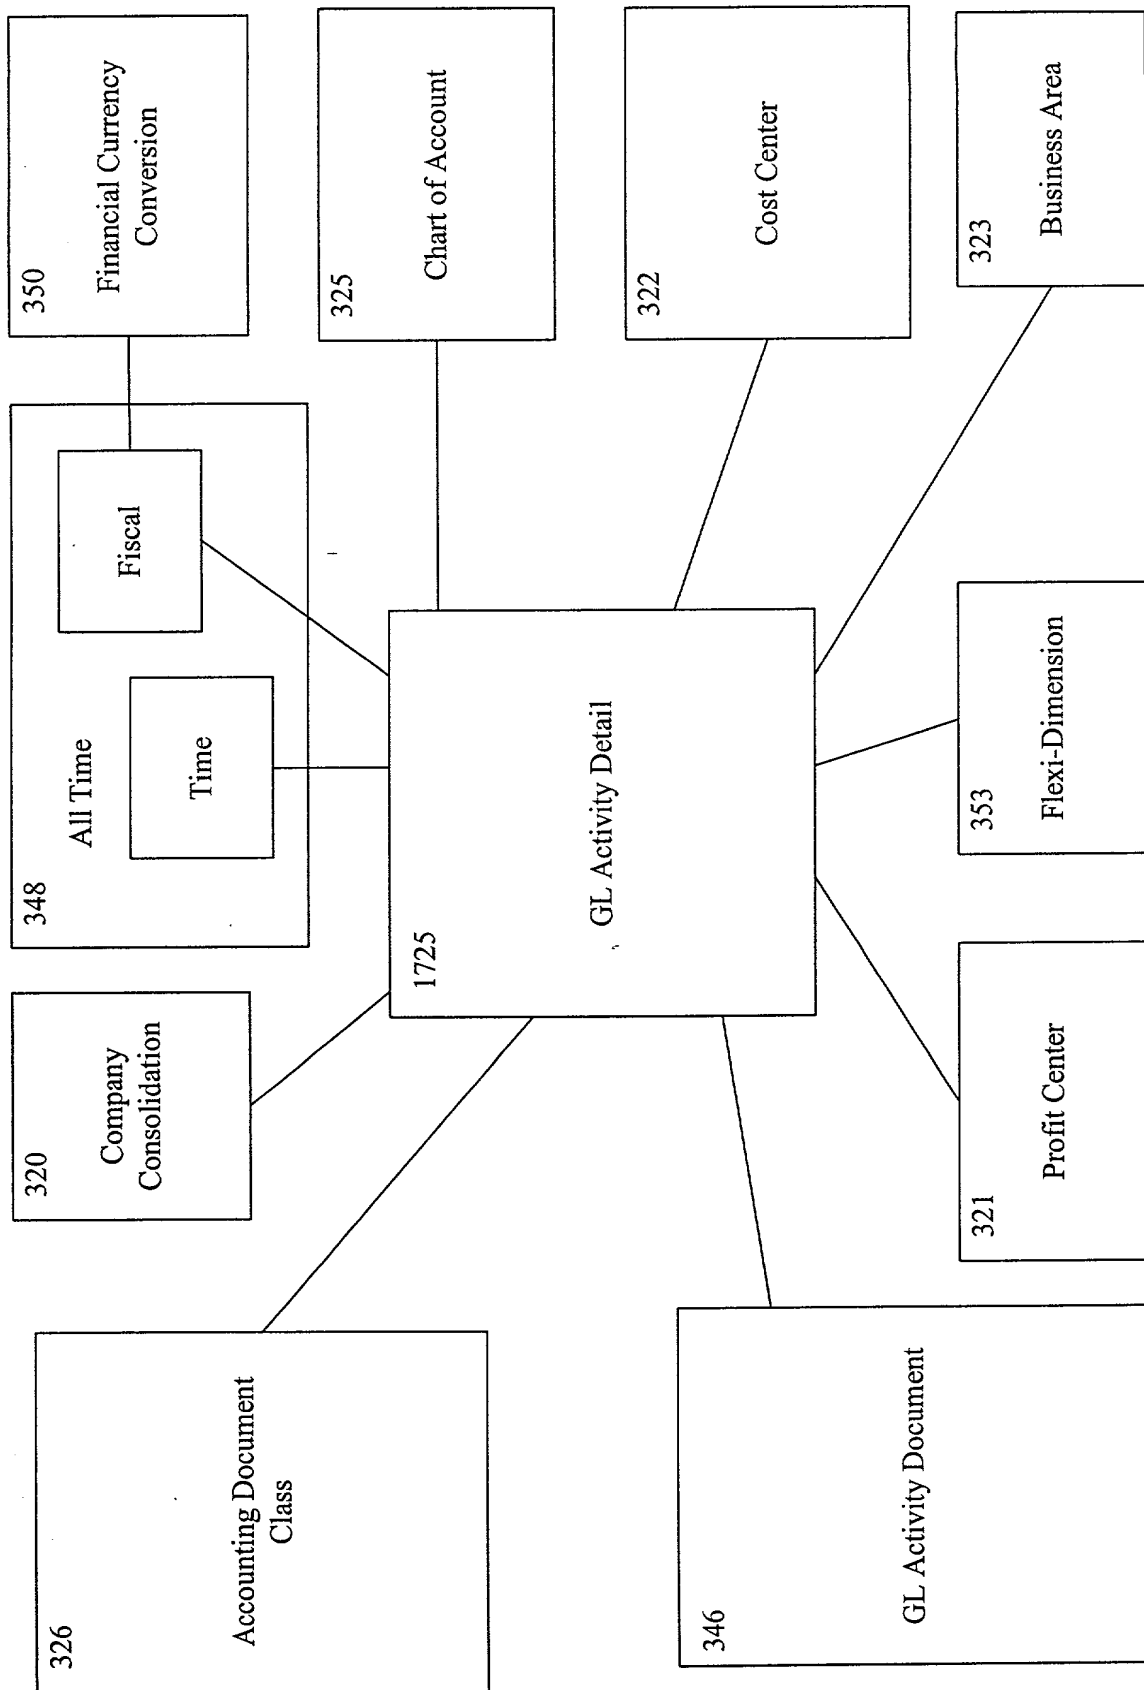 326
Accounting Document
Class
320
Company
Consolidation
348
All Time
Time
Fiscal
350
Financial Currency
Conversion
325
Chart of Account
1725
GL Activity Detail
322
Cost Center
346
GL Activity Document
321
Profit Center
353
Flexi-Dimension
323
Business Area